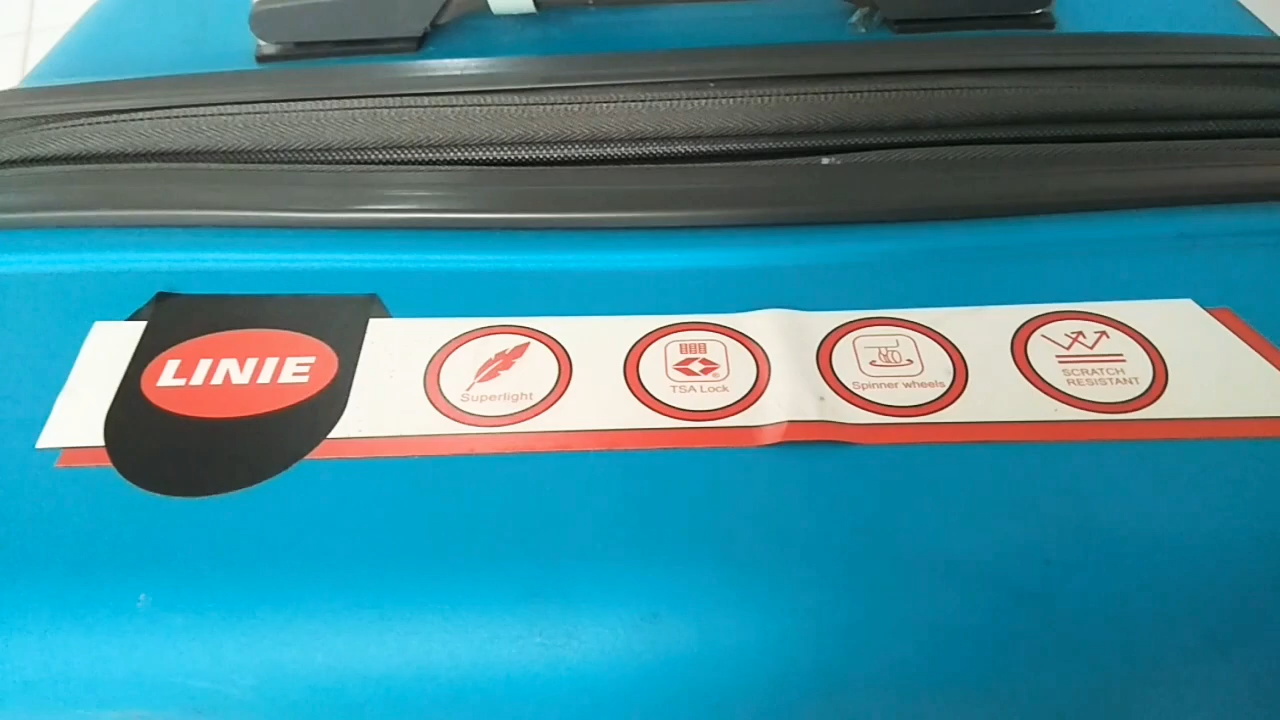 LINIE
Superlight
TSA Lock
Spinner wheels
SCRATCH
RESISTANT